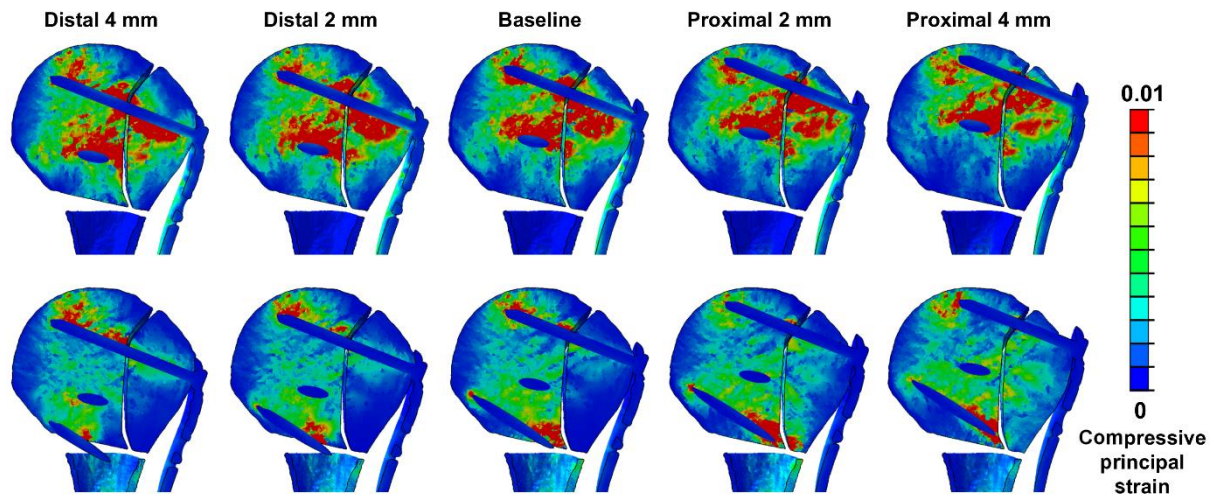 Distal 4 mm
Distal 2 mm
Baseline
Proximal 2 mm
Proximal 4 mm
0.01
0
Compressive
principal
strain